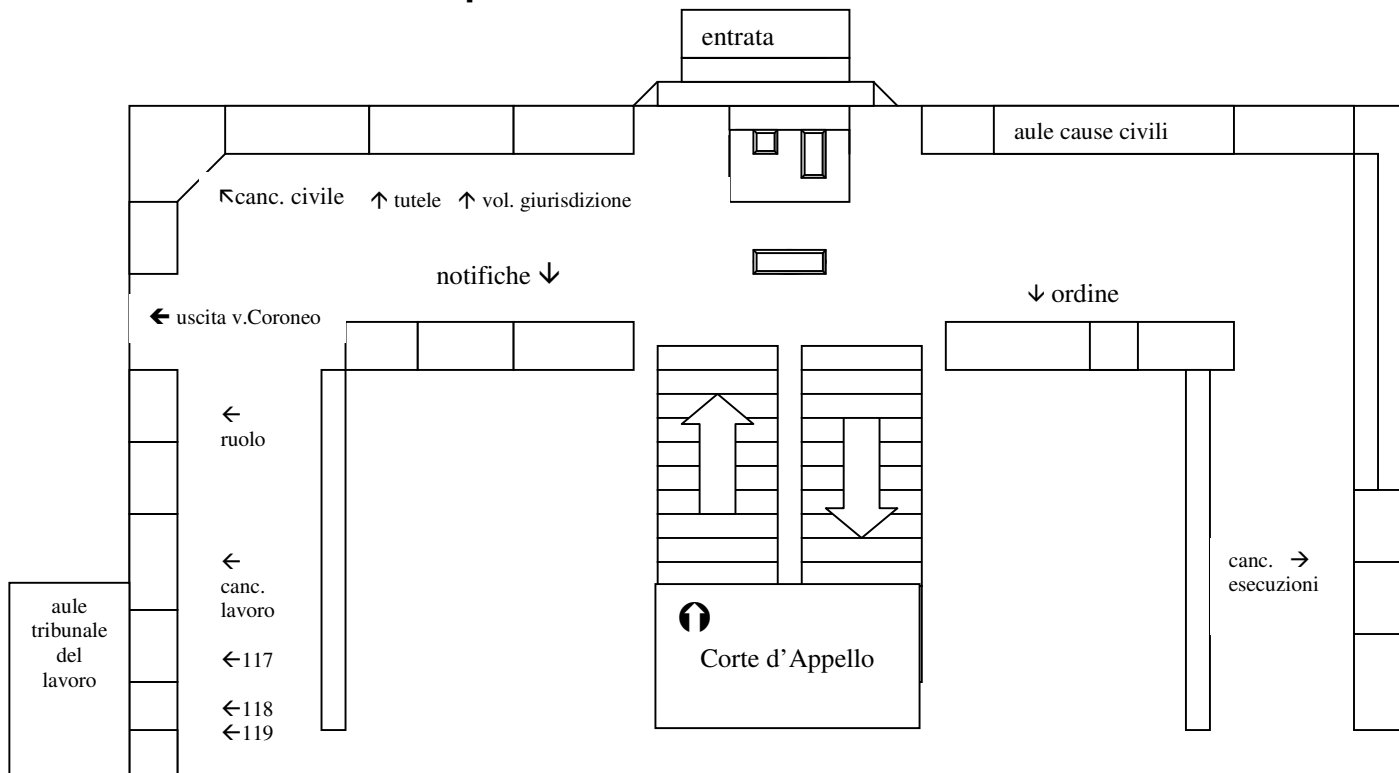 entrata
aule cause civili
↖canc. civile ↑ tutele ↑ vol. giurisdizione
notifiche ↓
↓ ordine
← uscita v.Coroneo
←
ruolo
←
canc.
lavoro
canc. →
esecuzioni
aule
tribunale
del
lavoro
←117
←118
←119
Corte d’Appello